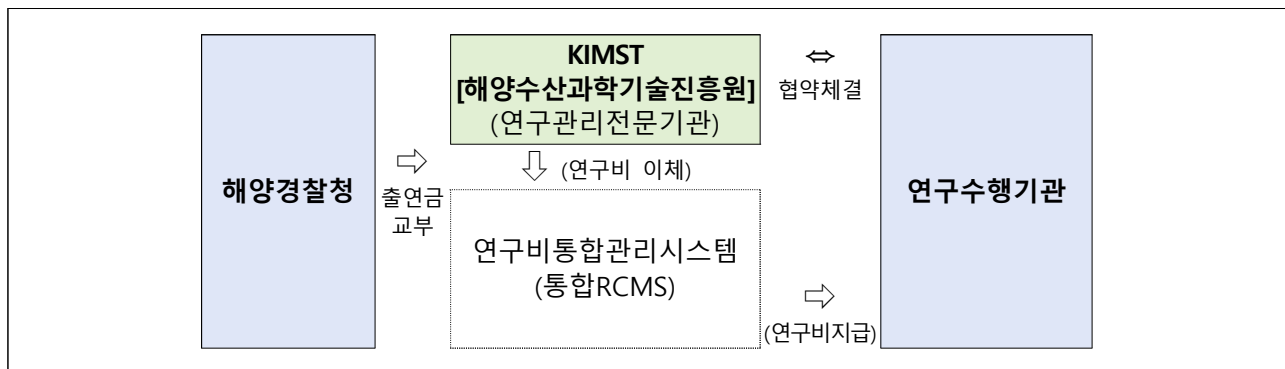 해양경찰청
⇨
출연금
교부
KIMST
[해양수산과학기술진흥원]
(연구관리전문기관)
⇩ (연구비 이체)
연구비통합관리시스템
(통합RCMS)
⇔
협약체결
⇨
(연구비지급)
연구수행기관